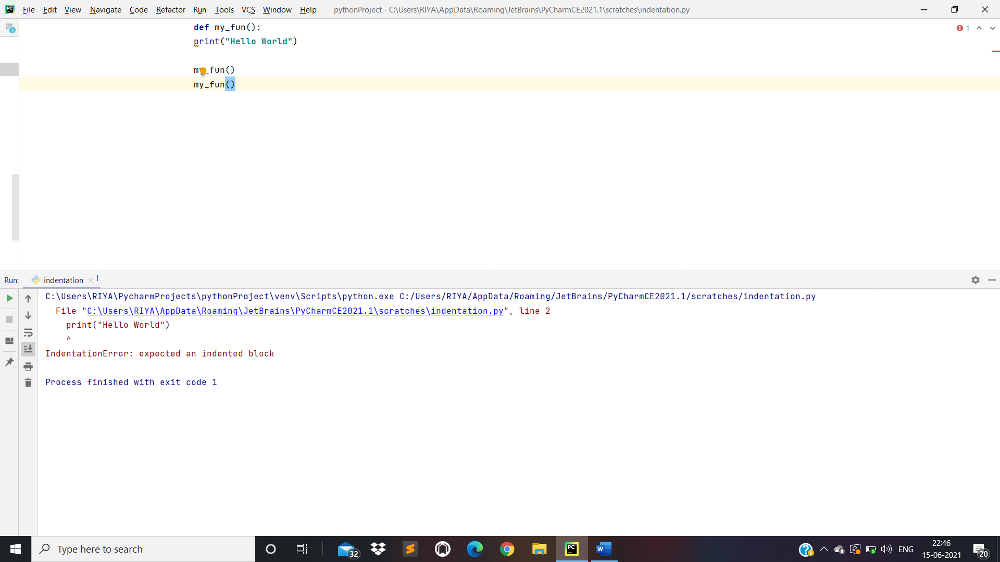 PC File Edit View Navigate Code Refactor Run Tools VCS Window Help pythonProject - C:\Users\RIYA\AppData\Roaming\JetBrains\PyCharmCE2021.1\scratches\indentation.py
def my_fun(): 1
print("Hello World")
my_fun()
my_fun()
Run: indentation
C:\Users\RIYA\PycharmProjects\pythonProject\venv\Scripts\python.exe C:/Users/RIYA/AppData/Roaming/JetBrains/PyCharmCE2021.1/scratches/indentation.py
File "C:\Users\RIYA\AppData\Roaming\JetBrains\PyCharmCE2021.1\scratches\indentation.py", line 2
print("Hello World")
^
IndentationError: expected an indented block
Process finished with exit code 1
Type here to search 32 PC W ENG 22:46
15-06-2021 20